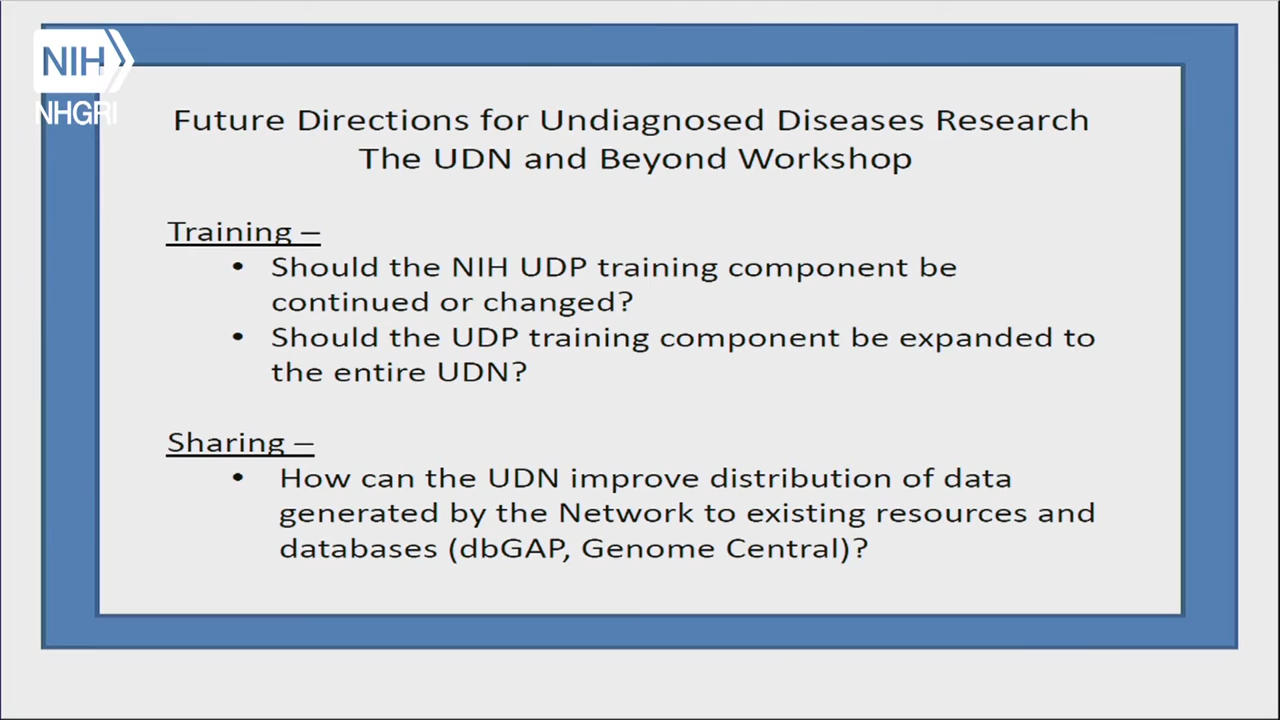 NIH
NHGRI
Future Directions for Undiagnosed Diseases Research
The UDN and Beyond Workshop
Training –
• Should the NIH UDP training component be
continued or changed?
• Should the UDP training component be expanded to
the entire UDN?
Sharing –
• How can the UDN improve distribution of data
generated by the Network to existing resources and
databases (dbGAP, Genome Central)?